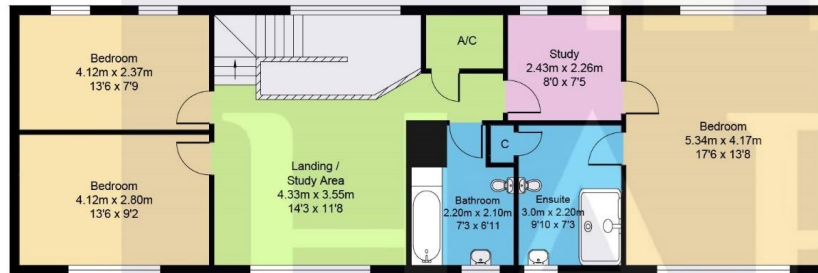 Bedroom
4.12m x 2.37m
13'6 x 7'9
A/C
Study
2.43m x 2.26m
8'0 x 7'5
Bedroom
5.34m x 4.17m
17'6 x 13'8
Landing /
Study Area
4.33m x 3.55m
14'3 x 11'8
Bedroom
4.12m x 2.80m
13'6 x 9'2
C
Bathroom
2.20m x 2.10m
7'3 x 6'11
Ensuite
3.0m x 2.20m
9'10 x 7'3